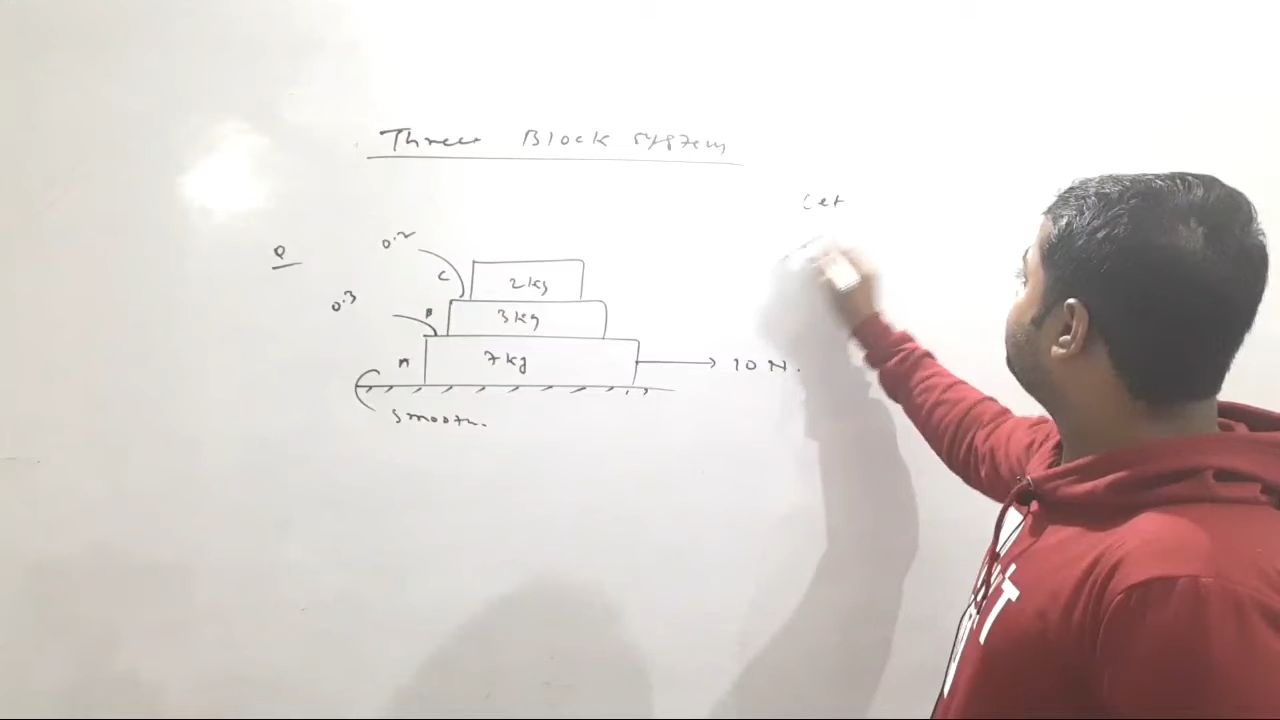 Three Block System
Let
Q
0.2
C
2kg
0.3
B
3kg
A
7kg
10 N.
Smooth.